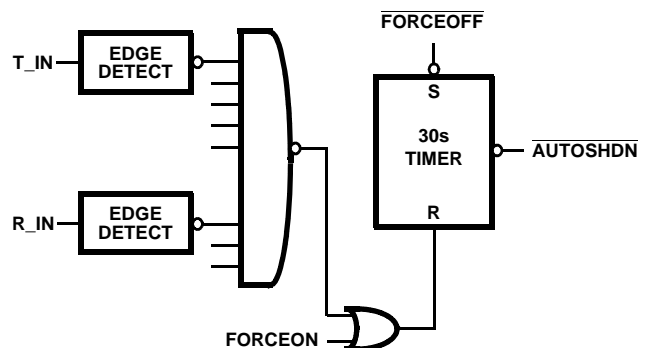 FORCEOFF
T_IN
EDGE
DETECT
S
30s
TIMER
AUTOSHDN
R
R_IN
EDGE
DETECT
FORCEON